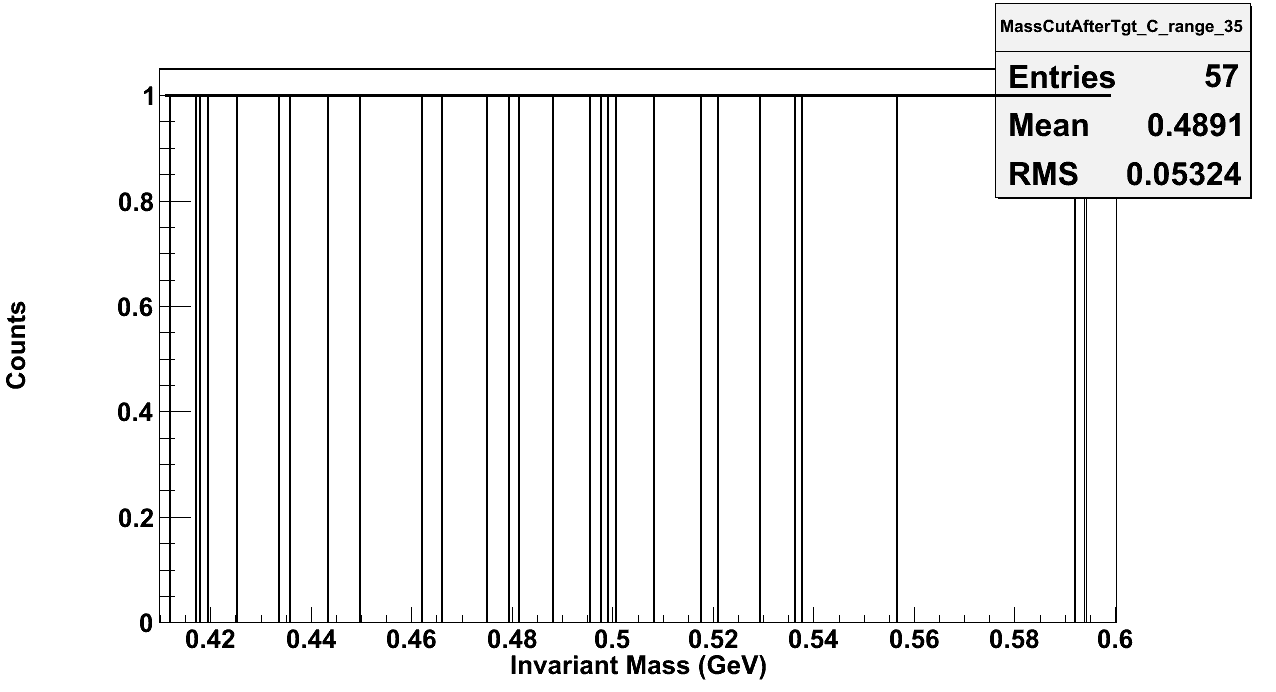 MassCutAfterTgt_C_range_35
Entries 57
Mean 0.4891
RMS 0.05324
1
0.8
0.6
0.4
0.2
0
Counts
0.42 0.44 0.46 0.48 0.5 0.52 0.54 0.56 0.58 0.6
Invariant Mass (GeV)